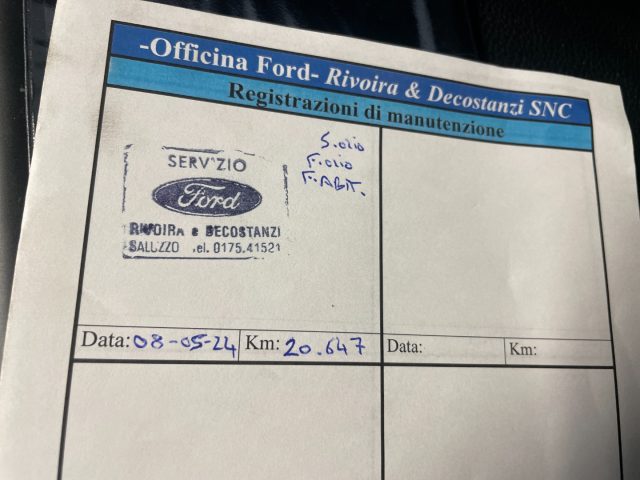 -Officina Ford- Rivoira & Decostanzi SNC
Registrazioni di manutenzione
S.olio
F.olio
F.ABIT.
SERVIZIO
Ford
RIVOIRA e DECOSTANZI
SALUZZO Tel. 0175.41521
Data: 08-05-24 Km: 20.647 Data: Km: